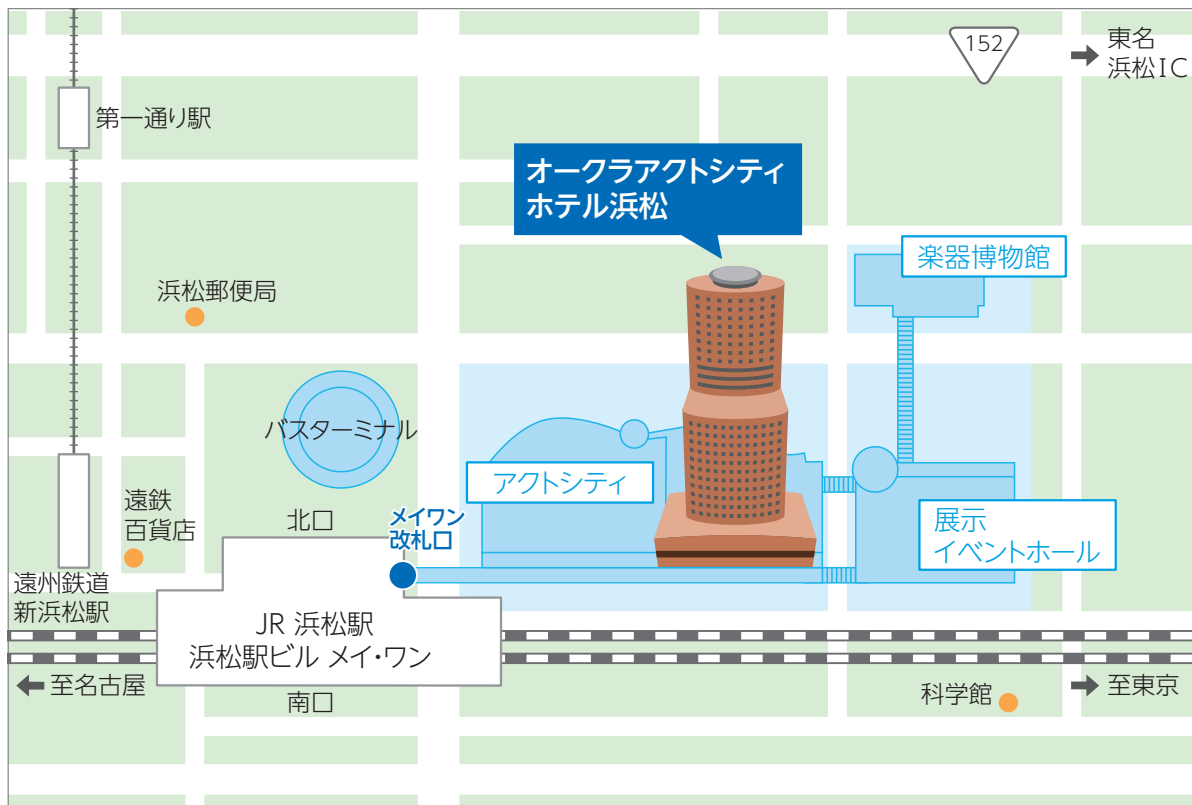 152
東名
浜松IC
第一通り駅
オークラアクトシティ
ホテル浜松
楽器博物館
浜松郵便局
バスターミナル
アクトシティ
遠鉄
百貨店
北口
メイワン
改札口
展示
イベントホール
遠州鉄道
新浜松駅
JR 浜松駅
浜松駅ビル メイ・ワン
至名古屋
南口
科学館
至東京